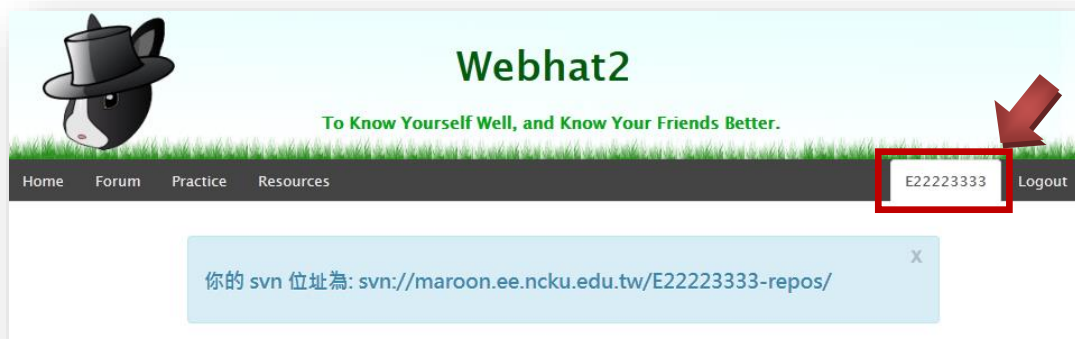 Webhat2
To Know Yourself Well, and Know Your Friends Better.
Home Forum Practice Resources E22223333 Logout
x
你的 svn 位址為: svn://maroon.ee.ncku.edu.tw/E22223333-repos/